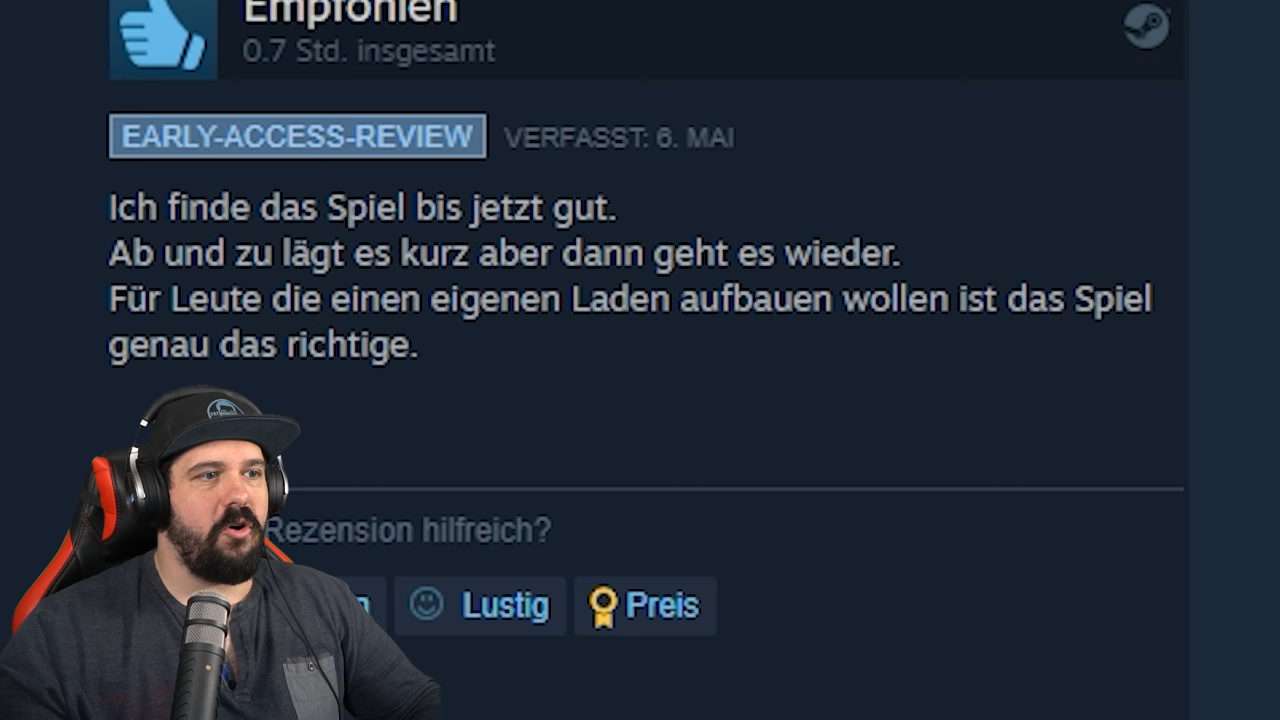 Empfohlen
0.7 Std. insgesamt
EARLY-ACCESS-REVIEW VERFASST: 6. MAI
Ich finde das Spiel bis jetzt gut.
Ab und zu lägt es kurz aber dann geht es wieder.
Für Leute die einen eigenen Laden aufbauen wollen ist das Spiel
genau das richtige.
Rezension hilfreich?
Lustig Preis